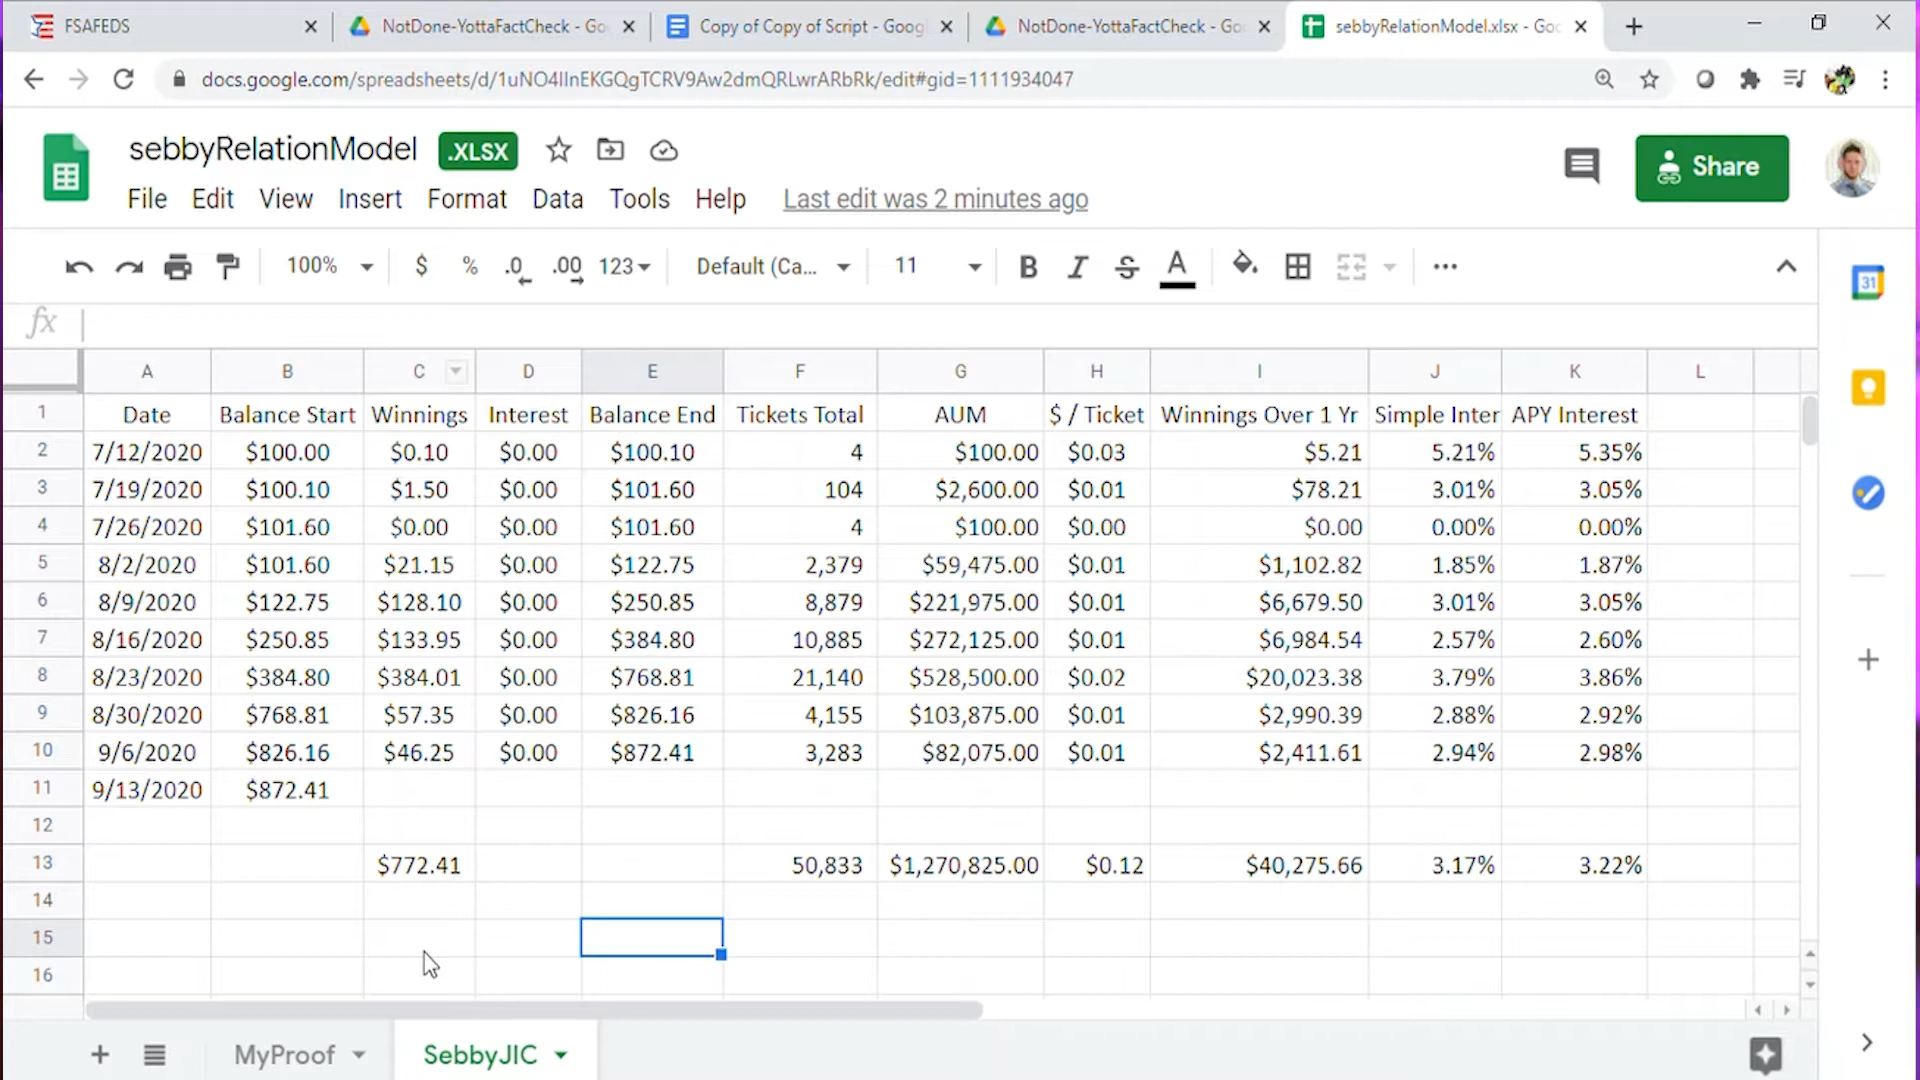 FSAFEDS
NotDone-YottaFactCheck - Go
Copy of Copy of Script - Goog
NotDone-YottaFactCheck - Go
sebbyRelationModel.xlsx - Goo
docs.google.com/spreadsheets/d/1uNO4IInEKGQgTCRV9Aw2dmQRLwrARbRk/edit#gid=1111934047
sebbyRelationModel .XLSX
Share
File Edit View Insert Format Data Tools Help Last edit was 2 minutes ago
100% $ % .0 .00 123 Default (Ca... 11 B I S A
31
fx
A B C D E F G H I J K L
1 Date Balance Start Winnings Interest Balance End Tickets Total AUM $ / Ticket Winnings Over 1 Yr Simple Inter APY Interest
2 7/12/2020 $100.00 $0.10 $0.00 $100.10 4 $100.00 $0.03 $5.21 5.21% 5.35%
3 7/19/2020 $100.10 $1.50 $0.00 $101.60 104 $2,600.00 $0.01 $78.21 3.01% 3.05%
4 7/26/2020 $101.60 $0.00 $0.00 $101.60 4 $100.00 $0.00 $0.00 0.00% 0.00%
5 8/2/2020 $101.60 $21.15 $0.00 $122.75 2,379 $59,475.00 $0.01 $1,102.82 1.85% 1.87%
6 8/9/2020 $122.75 $128.10 $0.00 $250.85 8,879 $221,975.00 $0.01 $6,679.50 3.01% 3.05%
7 8/16/2020 $250.85 $133.95 $0.00 $384.80 10,885 $272,125.00 $0.01 $6,984.54 2.57% 2.60%
8 8/23/2020 $384.80 $384.01 $0.00 $768.81 21,140 $528,500.00 $0.02 $20,023.38 3.79% 3.86%
9 8/30/2020 $768.81 $57.35 $0.00 $826.16 4,155 $103,875.00 $0.01 $2,990.39 2.88% 2.92%
10 9/6/2020 $826.16 $46.25 $0.00 $872.41 3,283 $82,075.00 $0.01 $2,411.61 2.94% 2.98%
11 9/13/2020 $872.41
12
13 $772.41 50,833 $1,270,825.00 $0.12 $40,275.66 3.17% 3.22%
14
15
16
MyProof SebbyJIC